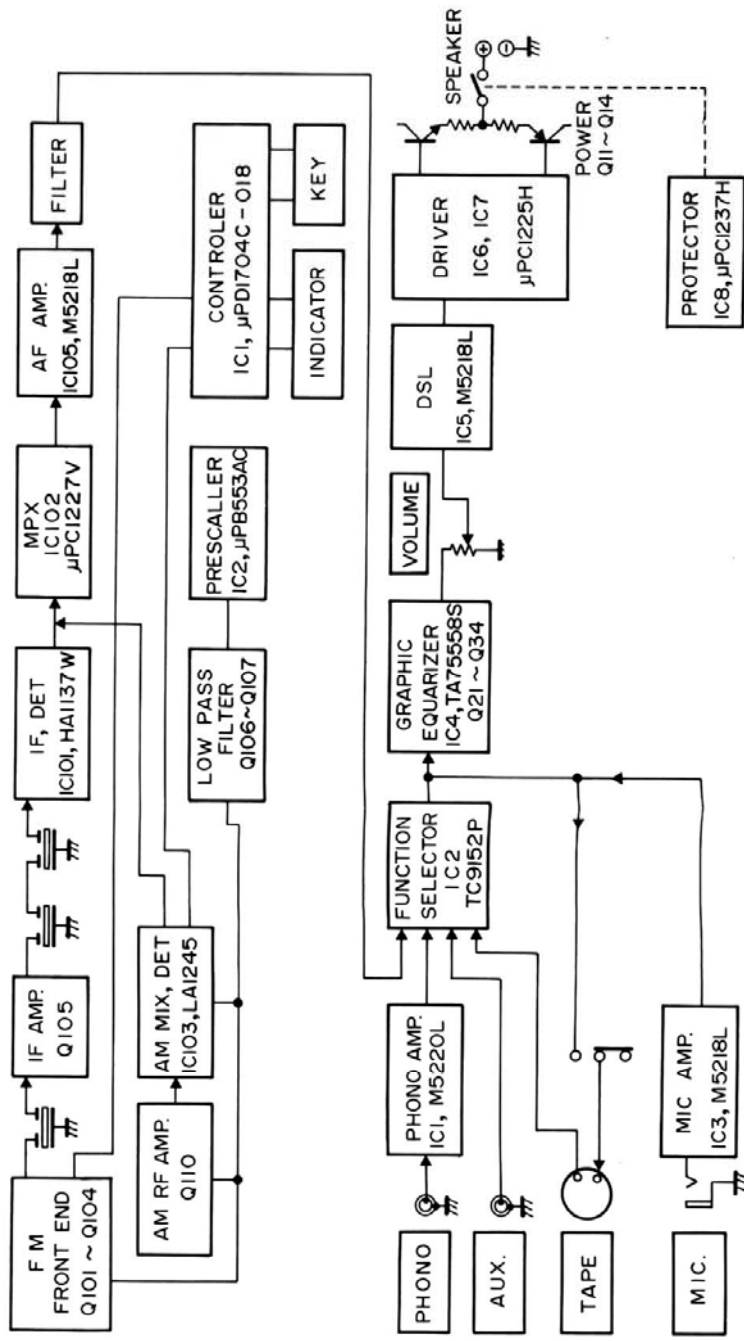 FM
FRONT END
Q101 ~ Q104
IF AMP.
Q105
IF, DET
IC101, HA1137W
MPX
IC102
μPC1227V
AF AMP.
IC105, M5218L
FILTER
AM RF AMP.
Q110
AM MIX, DET
IC103, LA1245
LOW PASS
FILTER
Q106~Q107
PRESCALLER
IC2, μPB553AC
CONTROLER
IC1, μPD1704C-018
INDICATOR
KEY
PHONO
PHONO AMP.
IC1, M5220L
AUX.
TAPE
MIC.
MIC AMP.
IC3, M5218L
FUNCTION
SELECTOR
IC2
TC9152P
GRAPHIC
EQUARIZER
IC4, TA75558S
Q21 ~ Q34
VOLUME
DSL
IC5, M5218L
DRIVER
IC6, IC7
μPC1225H
POWER
Q11 ~ Q14
SPEAKER
+
−
PROTECTOR
IC8, μPC1237H